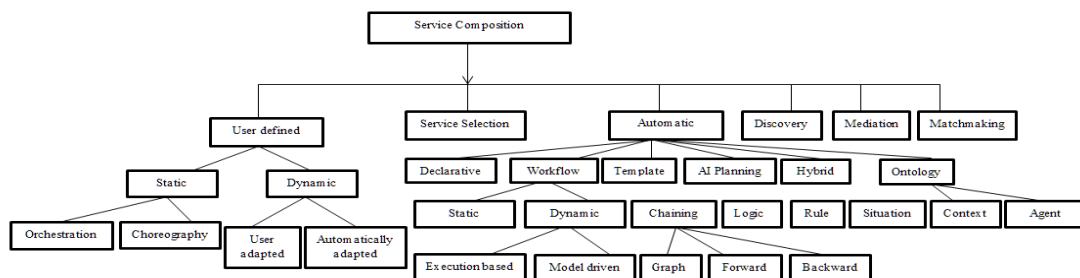 Service Composition
User defined
Service Selection
Automatic
Discovery
Mediation
Matchmaking
Static
Dynamic
Declarative
Workflow
Template
AI Planning
Hybrid
Ontology
Orchestration
Choreography
User
adapted
Automatically
adapted
Static
Dynamic
Chaining
Logic
Rule
Situation
Context
Agent
Execution based
Model driven
Graph
Forward
Backward